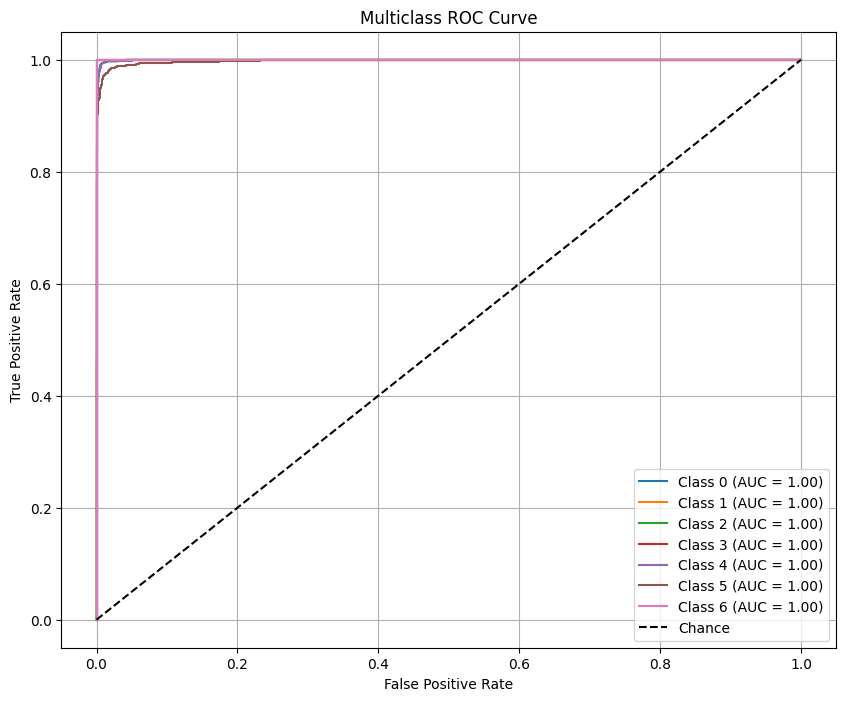 Multiclass ROC Curve
True Positive Rate
1.0
0.8
0.6
0.4
0.2
0.0
0.0 0.2 0.4 0.6 0.8 1.0
False Positive Rate
Class 0 (AUC = 1.00)
Class 1 (AUC = 1.00)
Class 2 (AUC = 1.00)
Class 3 (AUC = 1.00)
Class 4 (AUC = 1.00)
Class 5 (AUC = 1.00)
Class 6 (AUC = 1.00)
Chance